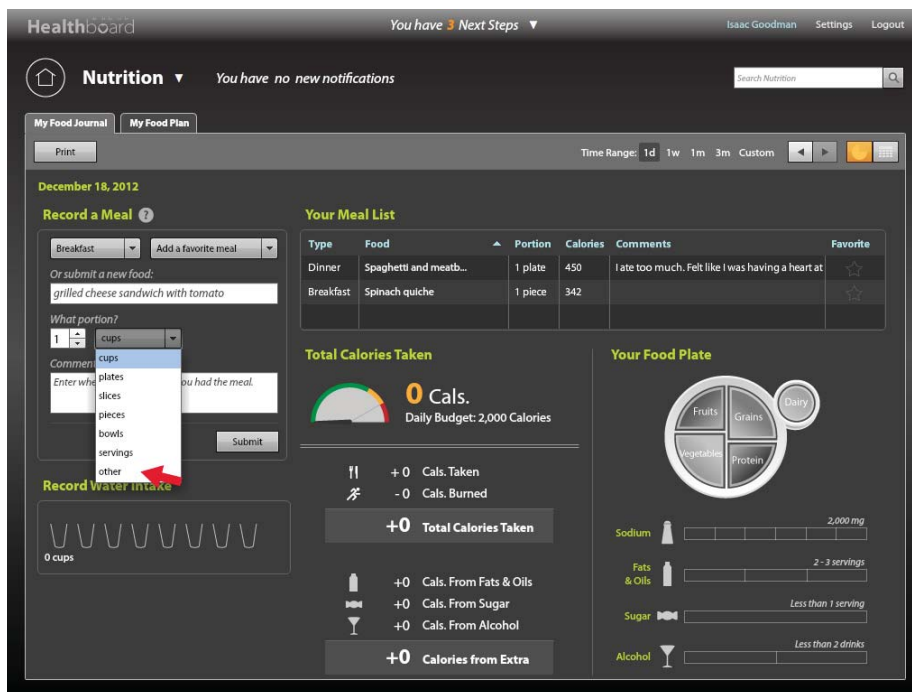 Healthboard
You have 3 Next Steps ▼
Isaac Goodman Settings Logout
Nutrition ▼
You have no new notifications
Search Nutrition
My Food Journal My Food Plan
Print
Time Range: 1d 1w 1m 3m Custom
December 18, 2012
Record a Meal ?
Breakfast Add a favorite meal
Or submit a new food:
grilled cheese sandwich with tomato
What portion?
1 cups
cups
plates
slices
pieces
bowls
servings
other
Commen
Enter whe ou had the meal.
Submit
Record Water Intake
0 cups
Your Meal List
Type Food Portion Calories Comments Favorite
Dinner Spaghetti and meatb... 1 plate 450 I ate too much. Felt like I was having a heart at
Breakfast Spinach quiche 1 piece 342
Total Calories Taken
0 Cals.
Daily Budget: 2,000 Calories
+ 0 Cals. Taken
- 0 Cals. Burned
+0 Total Calories Taken
+0 Cals. From Fats & Oils
+0 Cals. From Sugar
+0 Cals. From Alcohol
+0 Calories from Extra
Your Food Plate
Fruits
Grains
Dairy
Vegetables
Protein
2,000 mg
Sodium
2 - 3 servings
Fats
& Oils
Less than 1 serving
Sugar
Less than 2 drinks
Alcohol